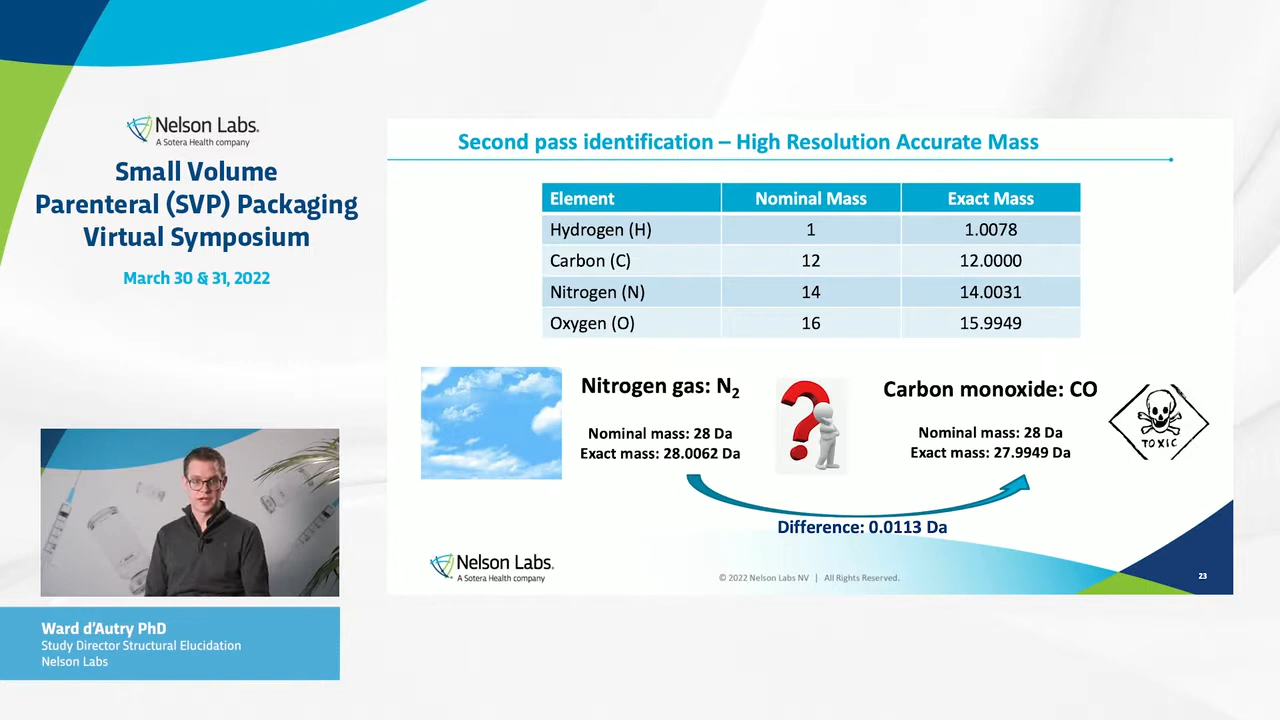 Nelson Labs.
A Sotera Health company
Small Volume
Parenteral (SVP) Packaging
Virtual Symposium
March 30 & 31, 2022
Second pass identification – High Resolution Accurate Mass
Element Nominal Mass Exact Mass
Hydrogen (H) 1 1.0078
Carbon (C) 12 12.0000
Nitrogen (N) 14 14.0031
Oxygen (O) 16 15.9949
Nitrogen gas: N₂
Nominal mass: 28 Da
Exact mass: 28.0062 Da
Carbon monoxide: CO
Nominal mass: 28 Da
Exact mass: 27.9949 Da
TOXIC
Difference: 0.0113 Da
Nelson Labs.
A Sotera Health company
© 2022 Nelson Labs NV | All Rights Reserved.
23
Ward d’Autry PhD
Study Director Structural Elucidation
Nelson Labs